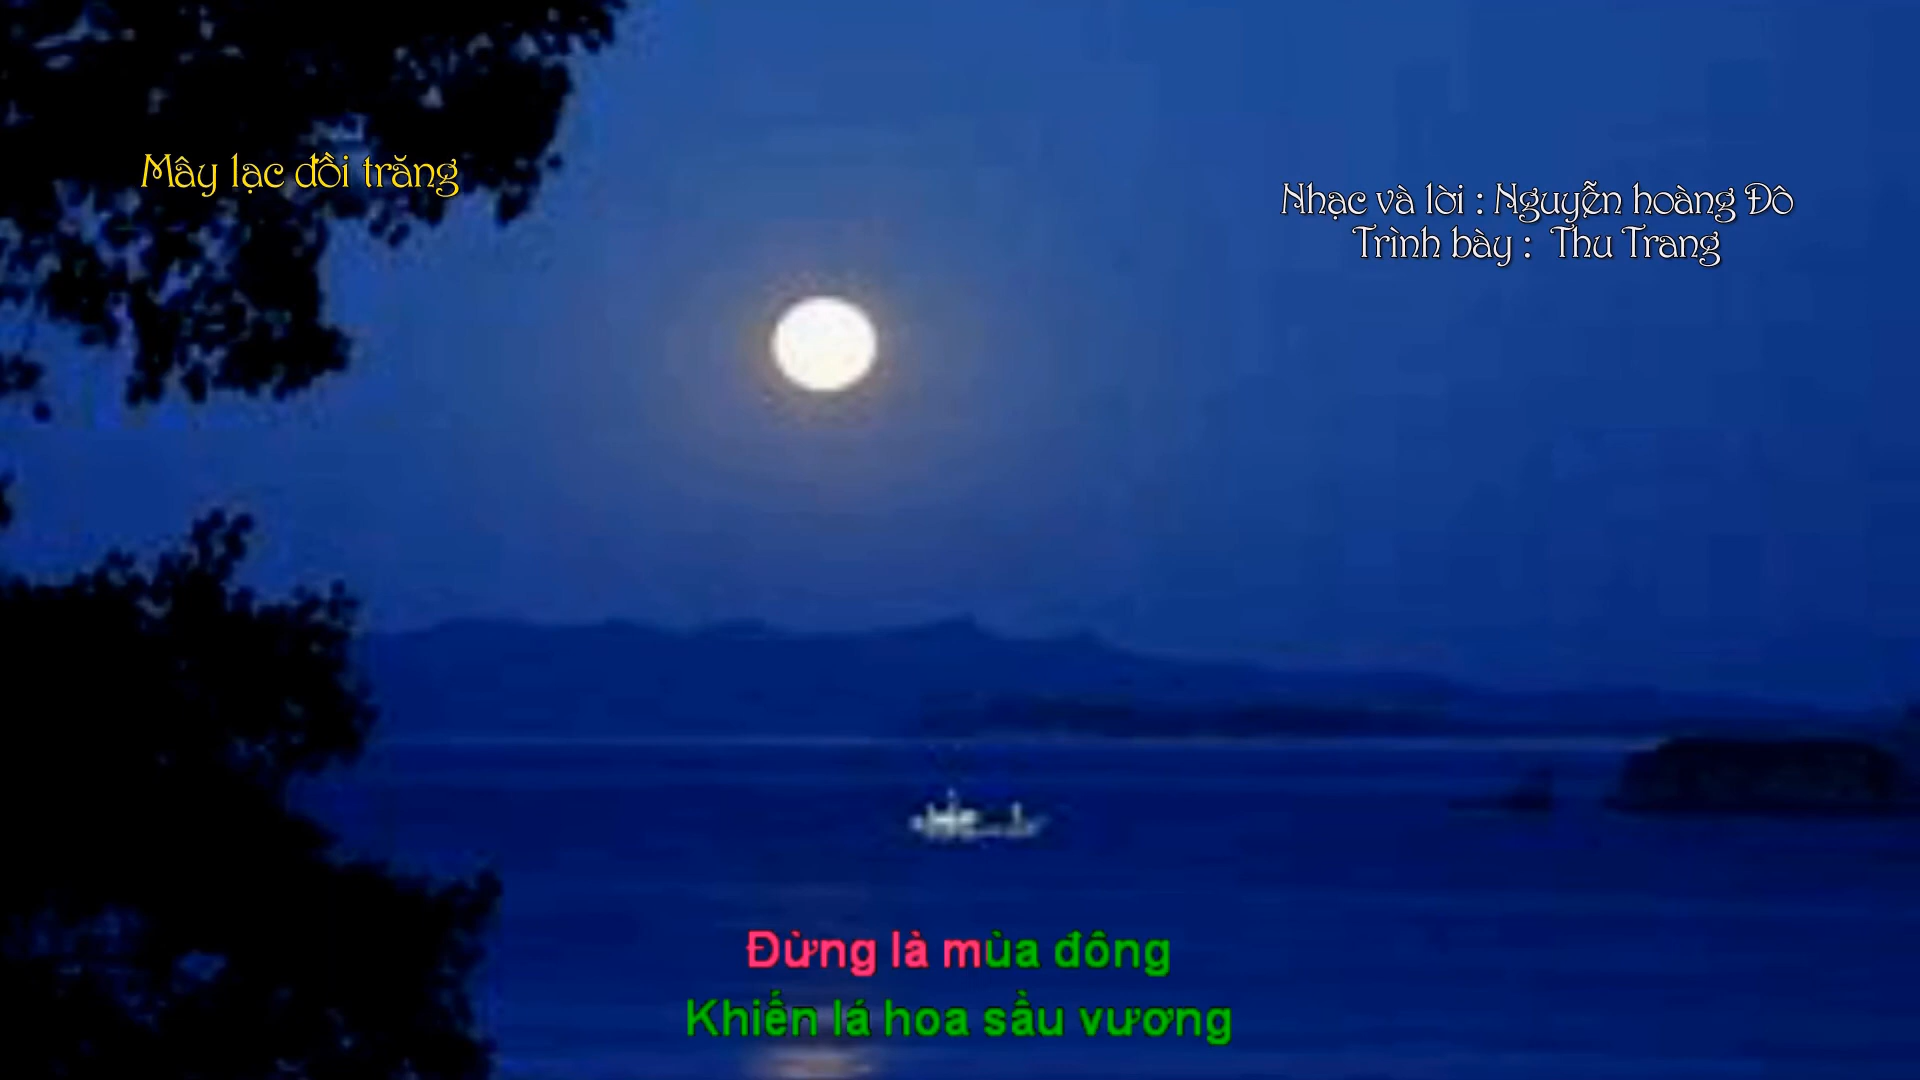 Mây lạc đồi trăng
Nhạc và lời : Nguyễn hoàng Đô
Trình bày : Thu Trang
Đừng là mùa đông
Khiến lá hoa sầu vương